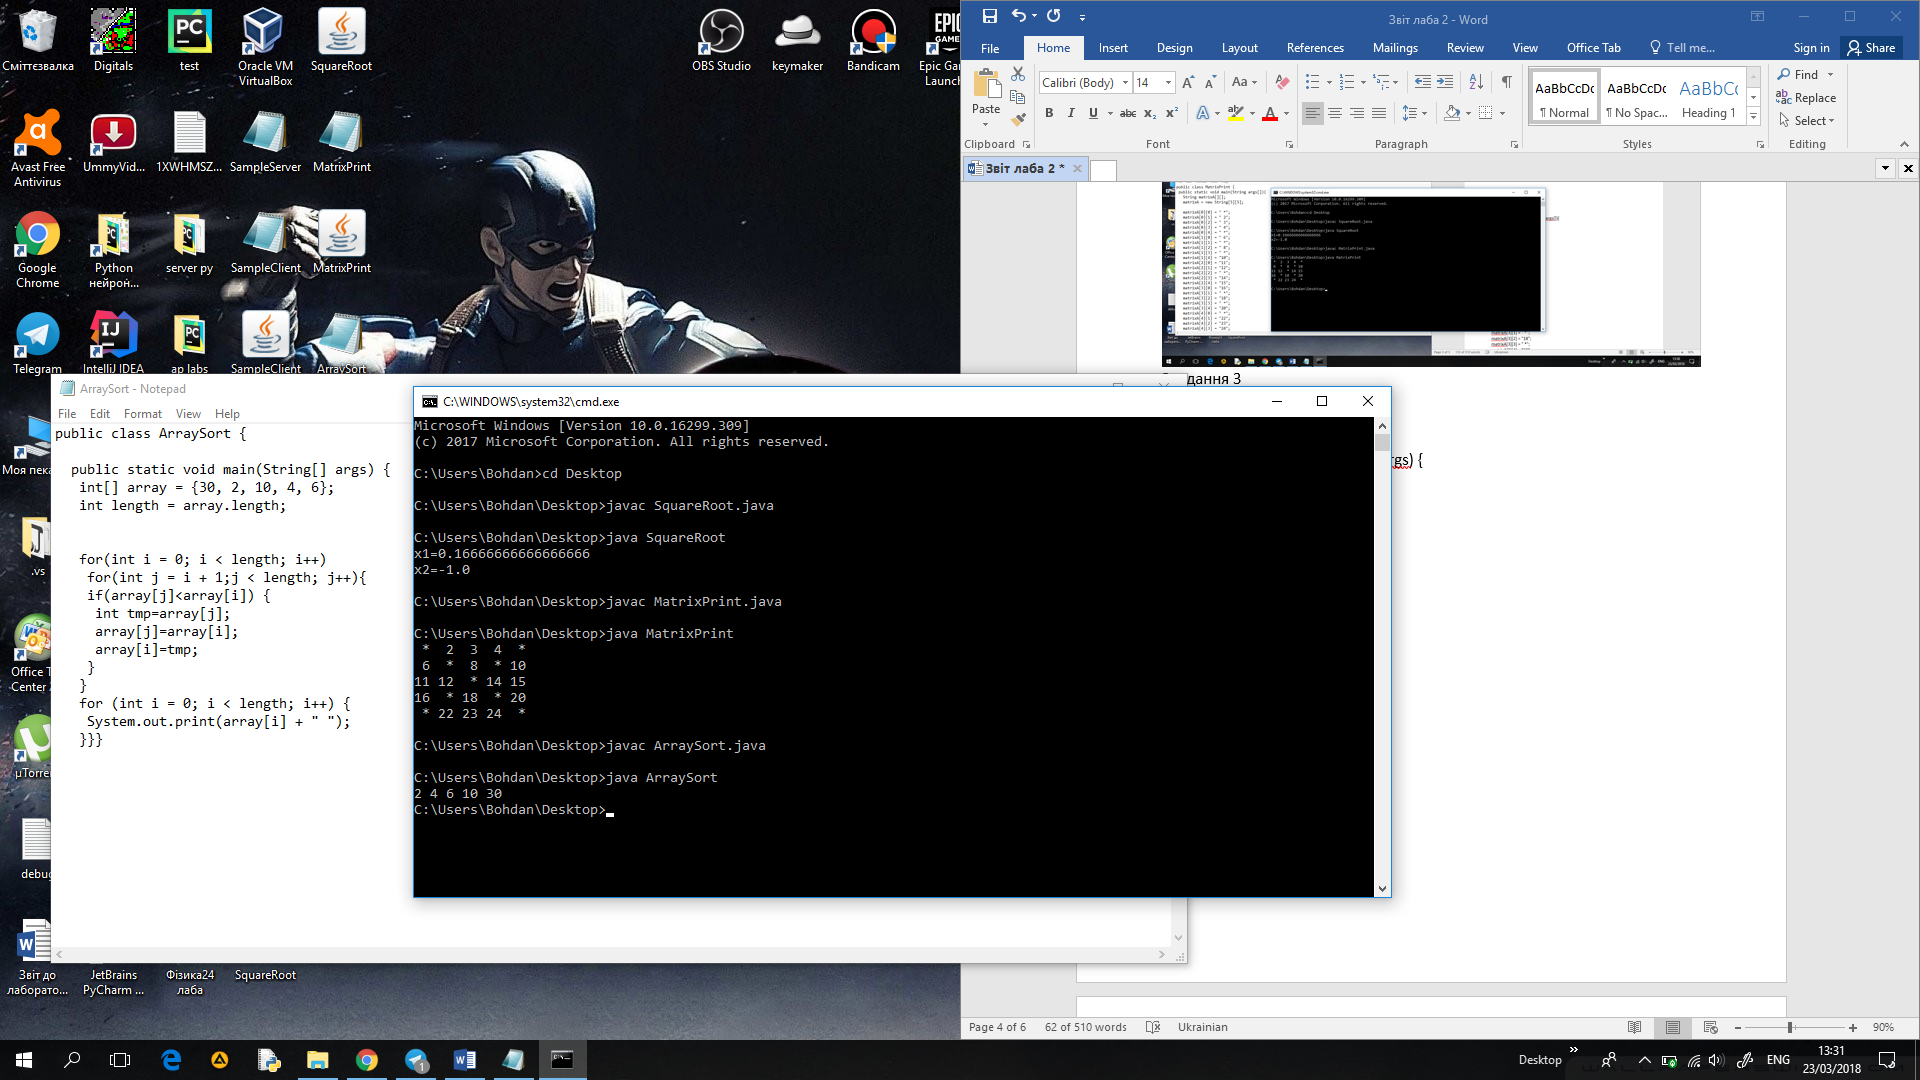 Сміттєзвалка
Digitals
test
Oracle VM VirtualBox
SquareRoot
OBS Studio
keymaker
Bandicam
Epic Ga
Launch
Avast Free Antivirus
UmmyVid...
1XWHMSZ...
SampleServer
MatrixPrint
Google Chrome
Python нейрон...
server py
SampleClient
MatrixPrint
Telegram
IntelliJ IDEA
ap labs
SampleClient
ArraySort
Моя пека
.vs
Office T
Center
µTorre
debug
Звіт до лаборато...
JetBrains PyCharm ...
Фізика24 лаба
SquareRoot
ArraySort - Notepad
File Edit Format View Help
public class ArraySort {
public static void main(String[] args) {
int[] array = {30, 2, 10, 4, 6};
int length = array.length;
for(int i = 0; i < length; i++)
for(int j = i + 1;j < length; j++){
if(array[j]<array[i]) {
int tmp=array[j];
array[j]=array[i];
array[i]=tmp;
}
}
for (int i = 0; i < length; i++) {
System.out.print(array[i] + " ");
}}}
C:\WINDOWS\system32\cmd.exe
Microsoft Windows [Version 10.0.16299.309]
(c) 2017 Microsoft Corporation. All rights reserved.
C:\Users\Bohdan>cd Desktop
C:\Users\Bohdan\Desktop>javac SquareRoot.java
C:\Users\Bohdan\Desktop>java SquareRoot
x1=0.16666666666666666
x2=-1.0
C:\Users\Bohdan\Desktop>javac MatrixPrint.java
C:\Users\Bohdan\Desktop>java MatrixPrint
* 2 3 4 *
6 * 8 * 10
11 12 * 14 15
16 * 18 * 20
* 22 23 24 *
C:\Users\Bohdan\Desktop>javac ArraySort.java
C:\Users\Bohdan\Desktop>java ArraySort
2 4 6 10 30
C:\Users\Bohdan\Desktop>
Звіт лаба 2 - Word
File Home Insert Design Layout References Mailings Review View Office Tab Tell me... Sign in Share
Paste
Calibri (Body) 14
AaBbCcDc AaBbCcDc AaBbCc
¶ Normal ¶ No Spac... Heading 1
Find
Replace
Select
Clipboard Font Paragraph Styles Editing
Звіт лаба 2 *
дання 3
rgs) {
Page 4 of 6 62 of 510 words Ukrainian 90%
Desktop
ENG
13:31
23/03/2018